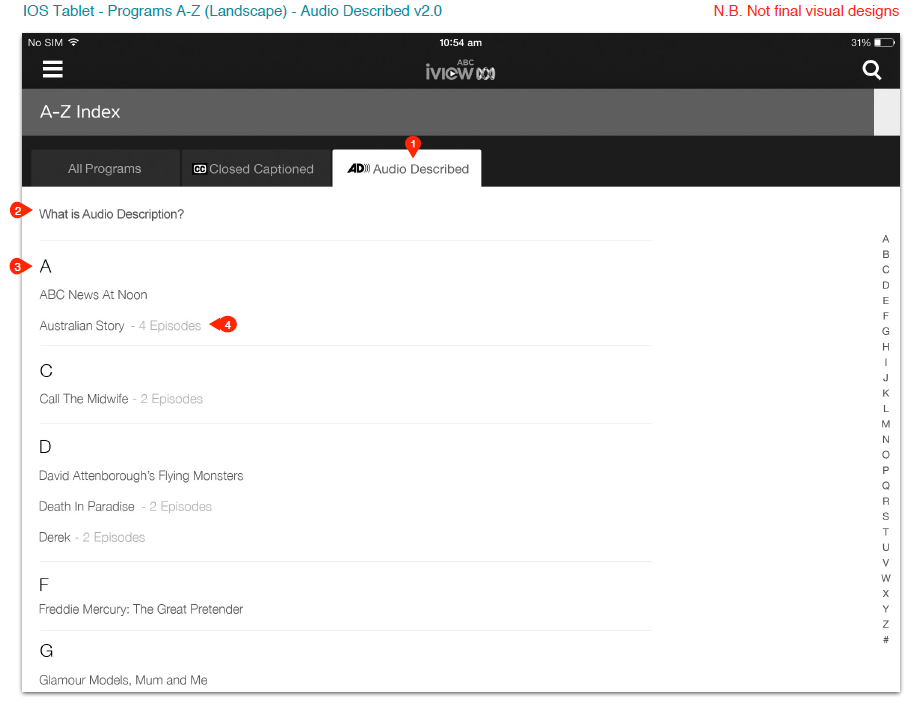 IOS Tablet - Programs A-Z (Landscape) - Audio Described v2.0
N.B. Not final visual designs
No SIM
10:54 am
31%
ABC
iview
A-Z Index
1
All Programs
CC Closed Captioned
AD Audio Described
2
What is Audio Description?
3
A
ABC News At Noon
Australian Story - 4 Episodes
4
C
Call The Midwife - 2 Episodes
D
David Attenborough's Flying Monsters
Death In Paradise - 2 Episodes
Derek - 2 Episodes
F
Freddie Mercury: The Great Pretender
G
Glamour Models, Mum and Me
A
B
C
D
E
F
G
H
I
J
K
L
M
N
O
P
Q
R
S
T
U
V
W
X
Y
Z
#